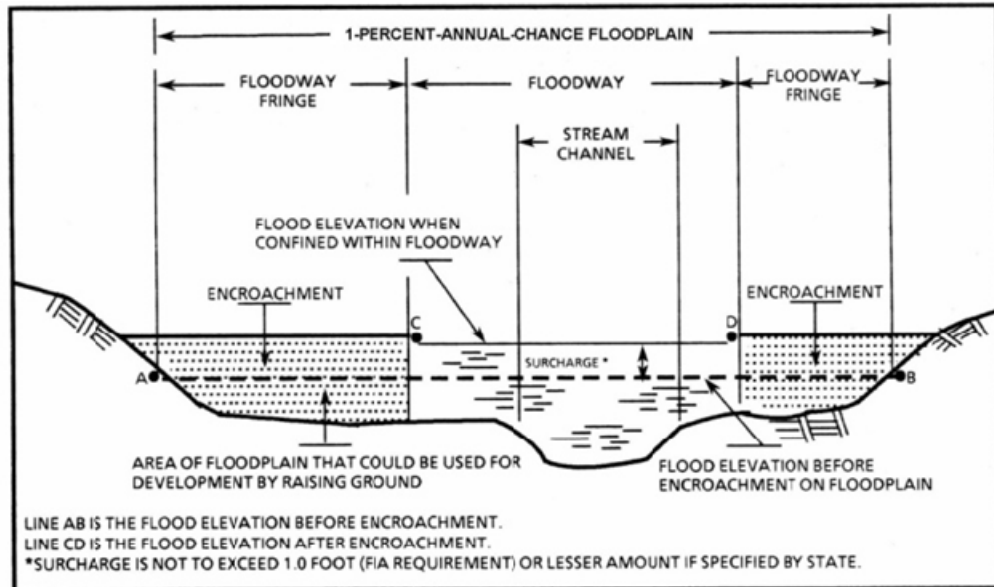 1-PERCENT-ANNUAL-CHANCE FLOODPLAIN
FLOODWAY
FRINGE
FLOODWAY
FLOODWAY
FRINGE
STREAM
CHANNEL
FLOOD ELEVATION WHEN
CONFINED WITHIN FLOODWAY
ENCROACHMENT
ENCROACHMENT
C
D
SURCHARGE *
A
B
AREA OF FLOODPLAIN THAT COULD BE USED FOR
DEVELOPMENT BY RAISING GROUND
FLOOD ELEVATION BEFORE
ENCROACHMENT ON FLOODPLAIN
LINE AB IS THE FLOOD ELEVATION BEFORE ENCROACHMENT.
LINE CD IS THE FLOOD ELEVATION AFTER ENCROACHMENT.
*SURCHARGE IS NOT TO EXCEED 1.0 FOOT (FIA REQUIREMENT) OR LESSER AMOUNT IF SPECIFIED BY STATE.